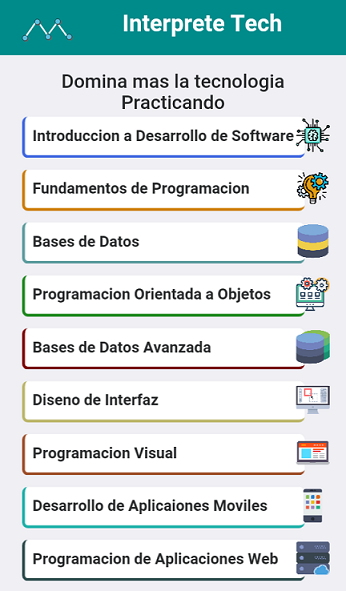 Interprete Tech
Domina mas la tecnologia
Practicando
Introduccion a Desarrollo de Software
Fundamentos de Programacion
Bases de Datos
Programacion Orientada a Objetos
Bases de Datos Avanzada
Diseno de Interfaz
Programacion Visual
Desarrollo de Aplicaiones Moviles
Programacion de Aplicaciones Web